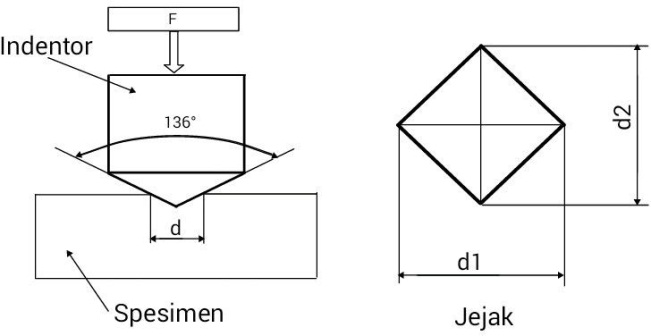 F
Indentor
136°
d
Spesimen
d2
d1
Jejak